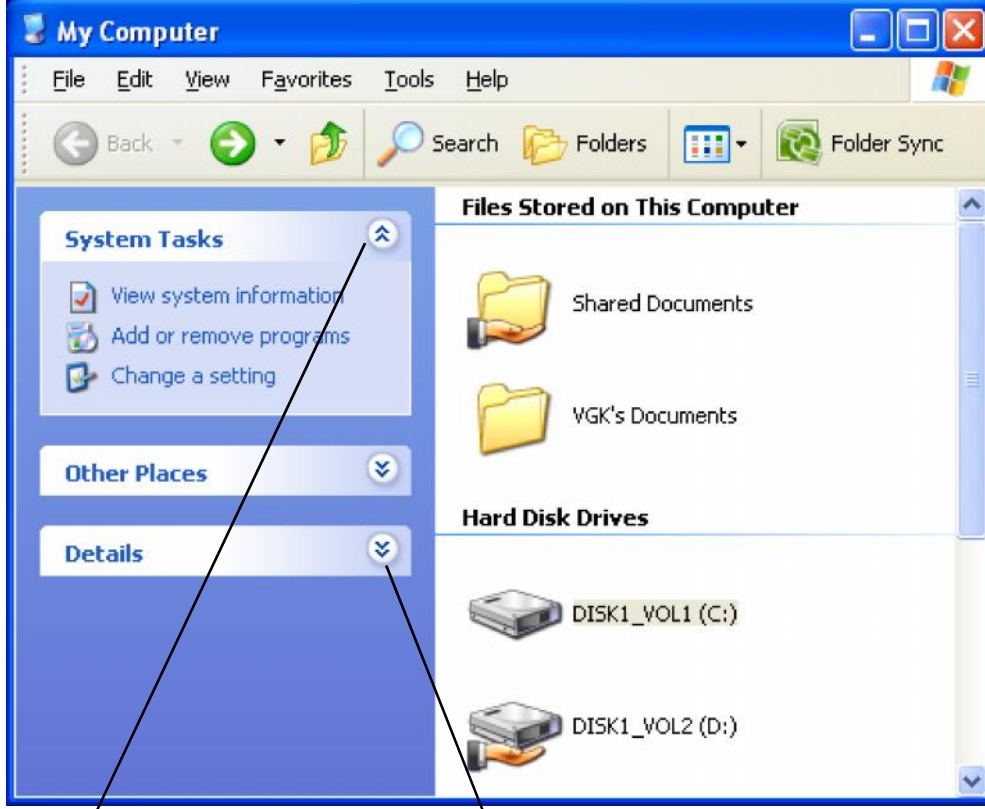 My Computer
File Edit View Favorites Tools Help
Back Search Folders Folder Sync
System Tasks
View system information
Add or remove programs
Change a setting
Other Places
Details
Files Stored on This Computer
Shared Documents
VGK's Documents
Hard Disk Drives
DISK1_VOL1 (C:)
DISK1_VOL2 (D:)